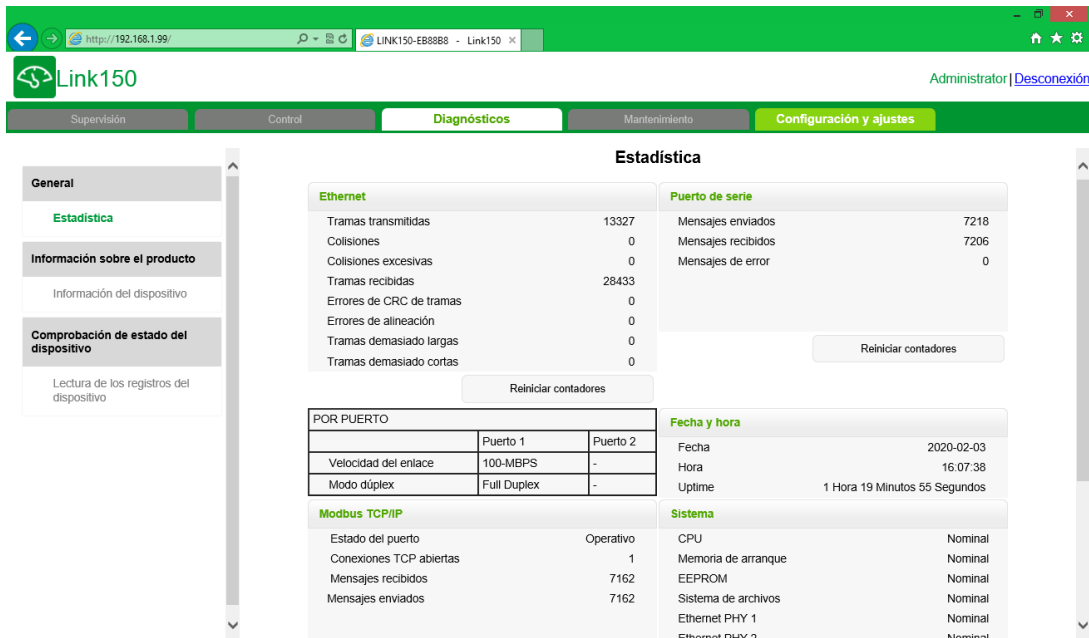 http://192.168.1.99/
LINK150-EB88B8 - Link150
Link150
Administrator|Desconexión
Supervisión Control Diagnósticos Mantenimiento Configuración y ajustes
General
Estadística
Información sobre el producto
Información del dispositivo
Comprobación de estado del
dispositivo
Lectura de los registros del
dispositivo
Estadística
Ethernet
Tramas transmitidas 13327
Colisiones 0
Colisiones excesivas 0
Tramas recibidas 28433
Errores de CRC de tramas 0
Errores de alineación 0
Tramas demasiado largas 0
Tramas demasiado cortas 0
Reiniciar contadores
Puerto de serie
Mensajes enviados 7218
Mensajes recibidos 7206
Mensajes de error 0
Reiniciar contadores
POR PUERTO
Puerto 1 Puerto 2
Velocidad del enlace 100-MBPS -
Modo dúplex Full Duplex -
Fecha y hora
Fecha 2020-02-03
Hora 16:07:38
Uptime 1 Hora 19 Minutos 55 Segundos
Modbus TCP/IP
Estado del puerto Operativo
Conexiones TCP abiertas 1
Mensajes recibidos 7162
Mensajes enviados 7162
Sistema
CPU Nominal
Memoria de arranque Nominal
EEPROM Nominal
Sistema de archivos Nominal
Ethernet PHY 1 Nominal
Ethernet PHY 2 Nominal